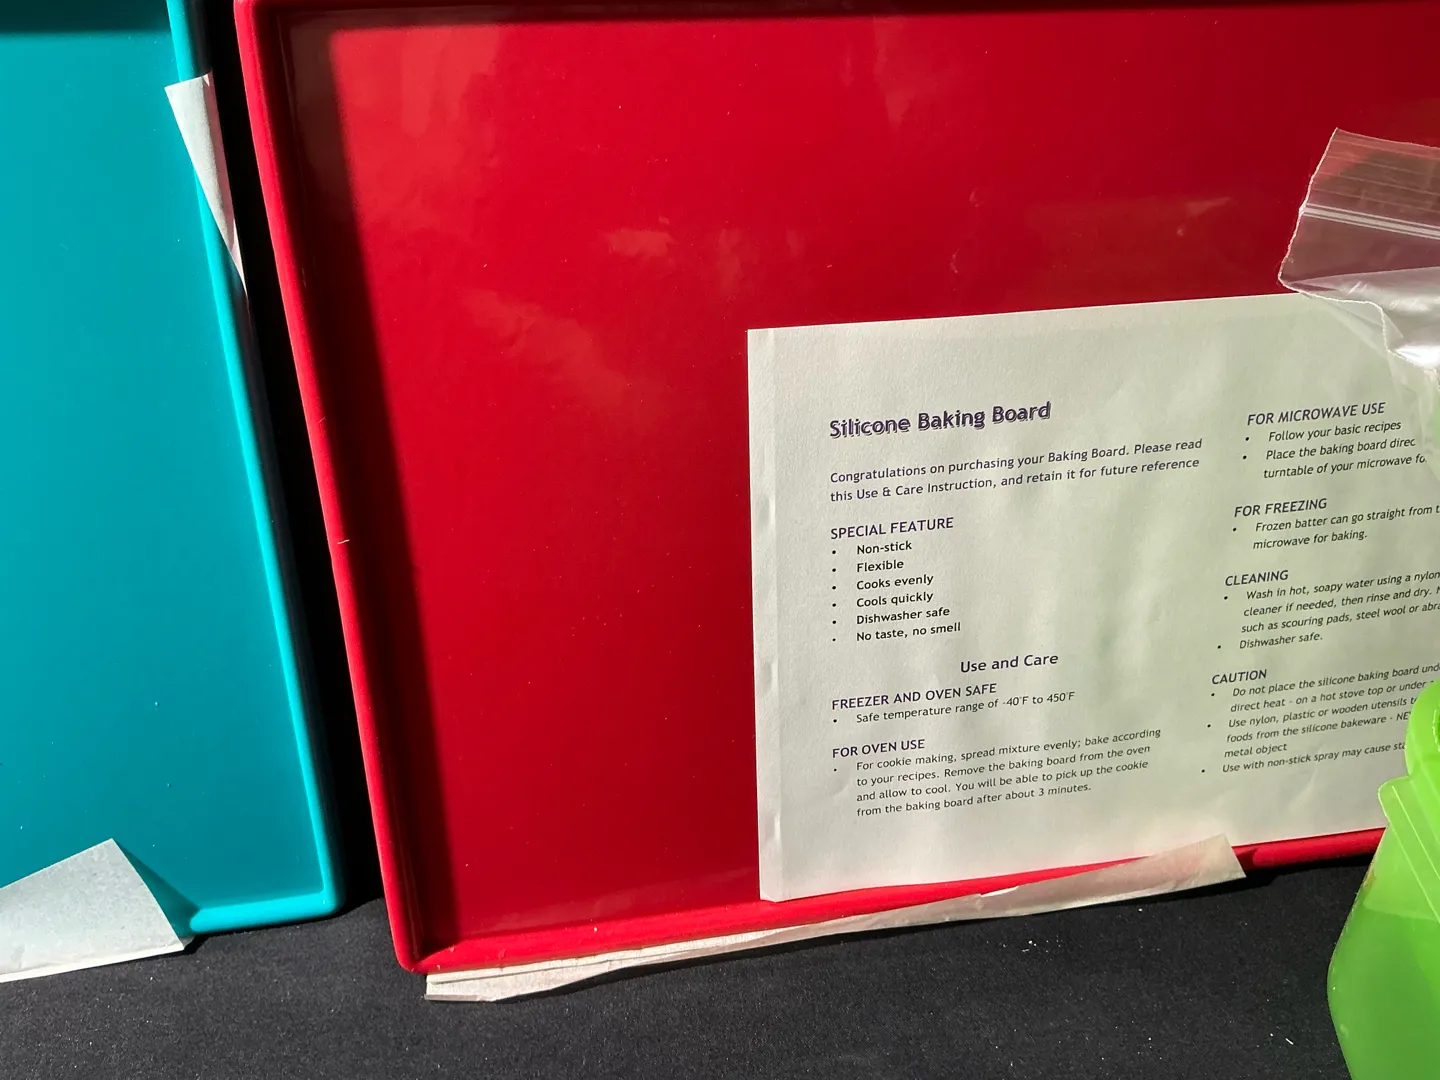 Silicone Baking Board
Congratulations on purchasing your Baking Board. Please read
this Use & Care Instruction, and retain it for future reference
SPECIAL FEATURE
• Non-stick
• Flexible
• Cooks evenly
• Cools quickly
• Dishwasher safe
• No taste, no smell
Use and Care
FREEZER AND OVEN SAFE
• Safe temperature range of -40°F to 450°F
FOR OVEN USE
• For cookie making, spread mixture evenly; bake according
to your recipes. Remove the baking board from the oven
and allow to cool. You will be able to pick up the cookie
from the baking board after about 3 minutes.
FOR MICROWAVE USE
• Follow your basic recipes
• Place the baking board direc
turntable of your microwave fo
FOR FREEZING
• Frozen batter can go straight from t
microwave for baking.
CLEANING
• Wash in hot, soapy water using a nylon
cleaner if needed, then rinse and dry.
such as scouring pads, steel wool or abra
• Dishwasher safe.
CAUTION
• Do not place the silicone baking board und
direct heat - on a hot stove top or under
• Use nylon, plastic or wooden utensils t
foods from the silicone bakeware - NE
metal object
• Use with non-stick spray may cause sta